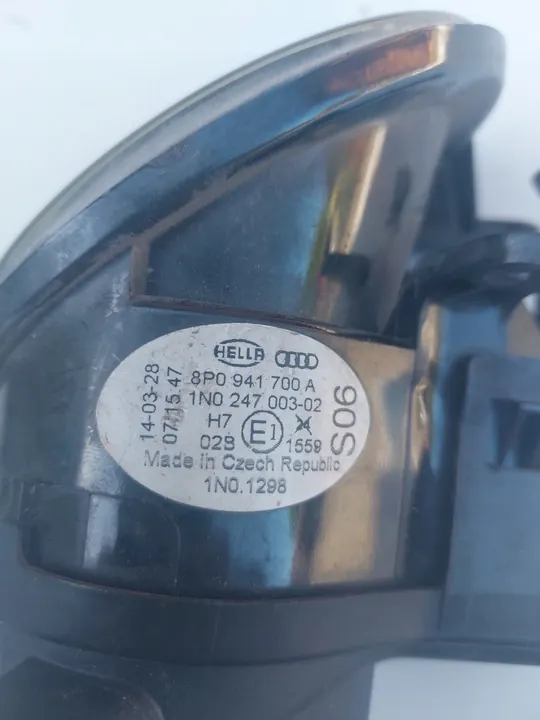 HELLA
8P0 941 700 A
1N0 247 003-02
H7
02B E1 1559
Made in Czech Republic
1N0.1298
14-03-28
07:15:47
S06